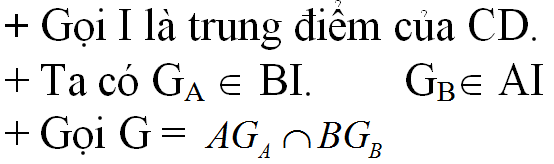 + Gọi I là trung điểm của CD.
+ Ta có G_A ∈ BI. G_B∈ AI
+ Gọi G = AG_A ∩ BG_B